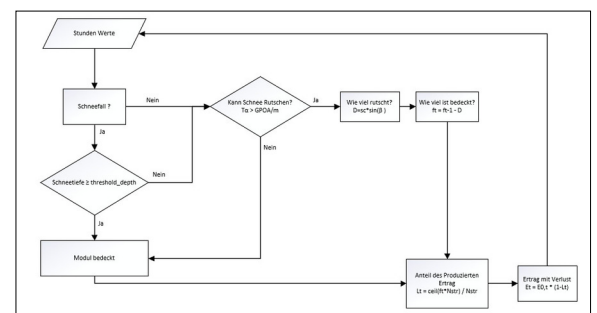 Stunden Werte
Schneefall ?
Nein
Ja
Kann Schnee Rutschen?
Tα > GPOA/m
Ja
Nein
Wie viel rutscht?
D=sc*sin(β )
Wie viel ist bedeckt?
ft = ft-1 - D
Schneetiefe ≥ threshold_depth
Nein
Ja
Modul bedeckt
Anteil des Produzierten
Ertrag
Lt = ceil(ft*Nstr) / Nstr
Ertrag mit Verlust
Et = E0,t * (1-Lt)